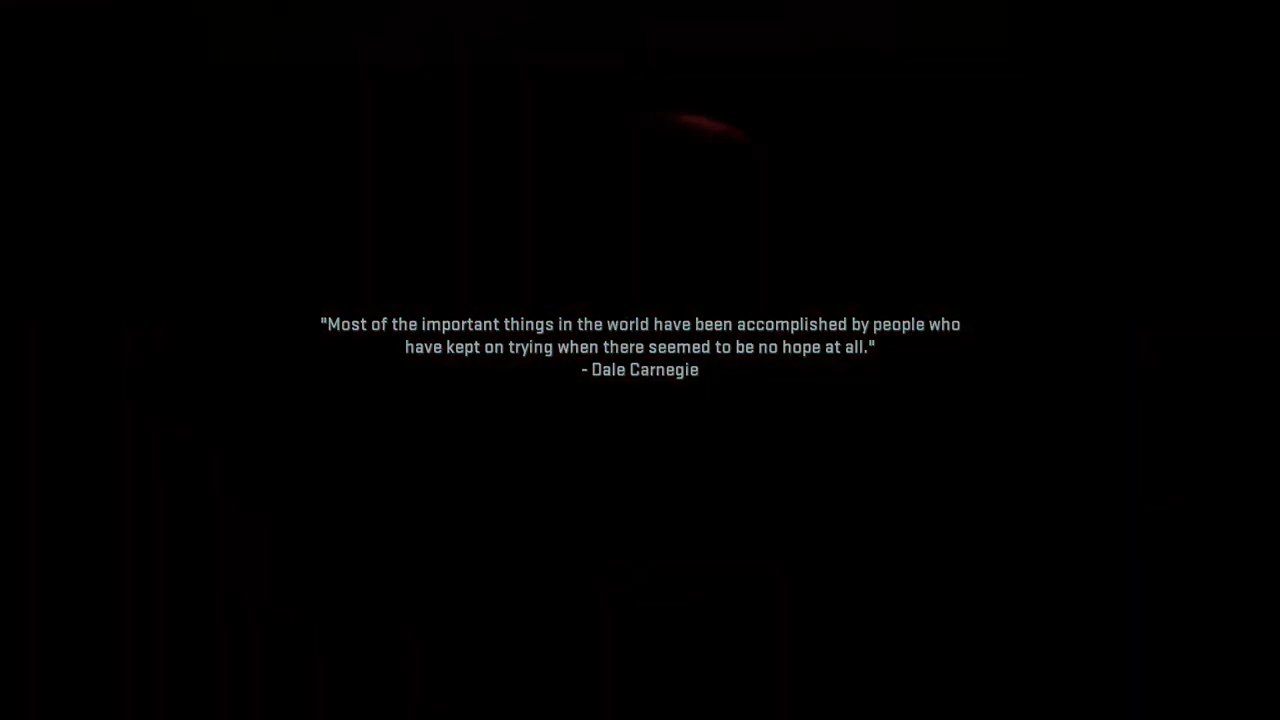 "Most of the important things in the world have been accomplished by people who
have kept on trying when there seemed to be no hope at all."
- Dale Carnegie